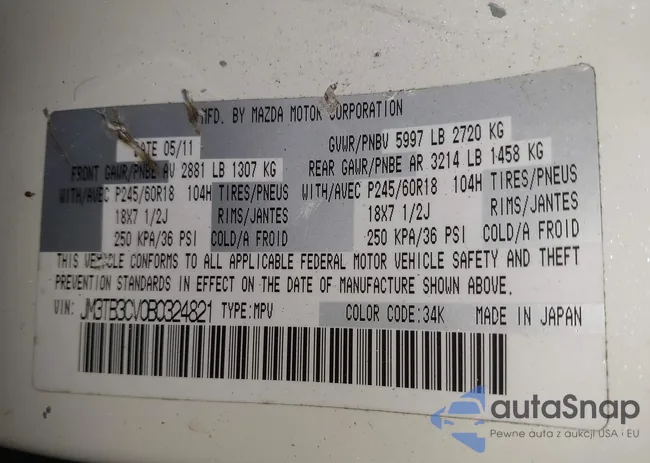 MFD. BY MAZDA MOTOR CORPORATION
DATE 05/11 GVWR/PNBV 5997 LB 2720 KG
FRONT GAWR/PNBE AV 2881 LB 1307 KG REAR GAWR/PNBE AR 3214 LB 1458 KG
WITH/AVEC P245/60R18 104H TIRES/PNEUS WITH/AVEC P245/60R18 104H TIRES/PNEUS
18X7 1/2J RIMS/JANTES 18X7 1/2J RIMS/JANTES
250 KPA/36 PSI COLD/A FROID 250 KPA/36 PSI COLD/A FROID
THIS VEHICLE CONFORMS TO ALL APPLICABLE FEDERAL MOTOR VEHICLE SAFETY AND THEFT
PREVENTION STANDARDS IN EFFECT ON THE DATE OF MANUFACTURE SHOWN ABOVE.
VIN: JM3TB3CV0B0324821 TYPE:MPV COLOR CODE:34K MADE IN JAPAN
autaSnap
Pewne auta z aukcji USA i EU